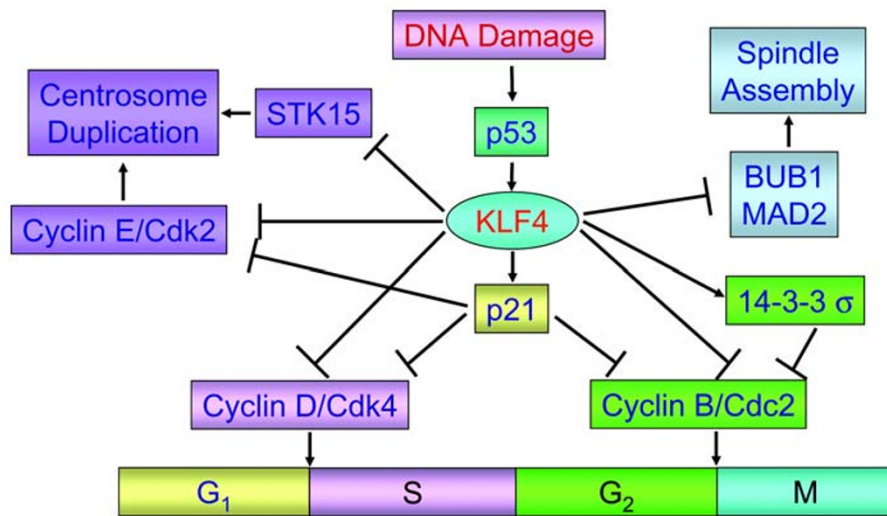 DNA Damage
Spindle
Assembly
Centrosome
Duplication
STK15
p53
BUB1
MAD2
Cyclin E/Cdk2
KLF4
p21
14-3-3 σ
Cyclin D/Cdk4
Cyclin B/Cdc2
G₁
S
G₂
M